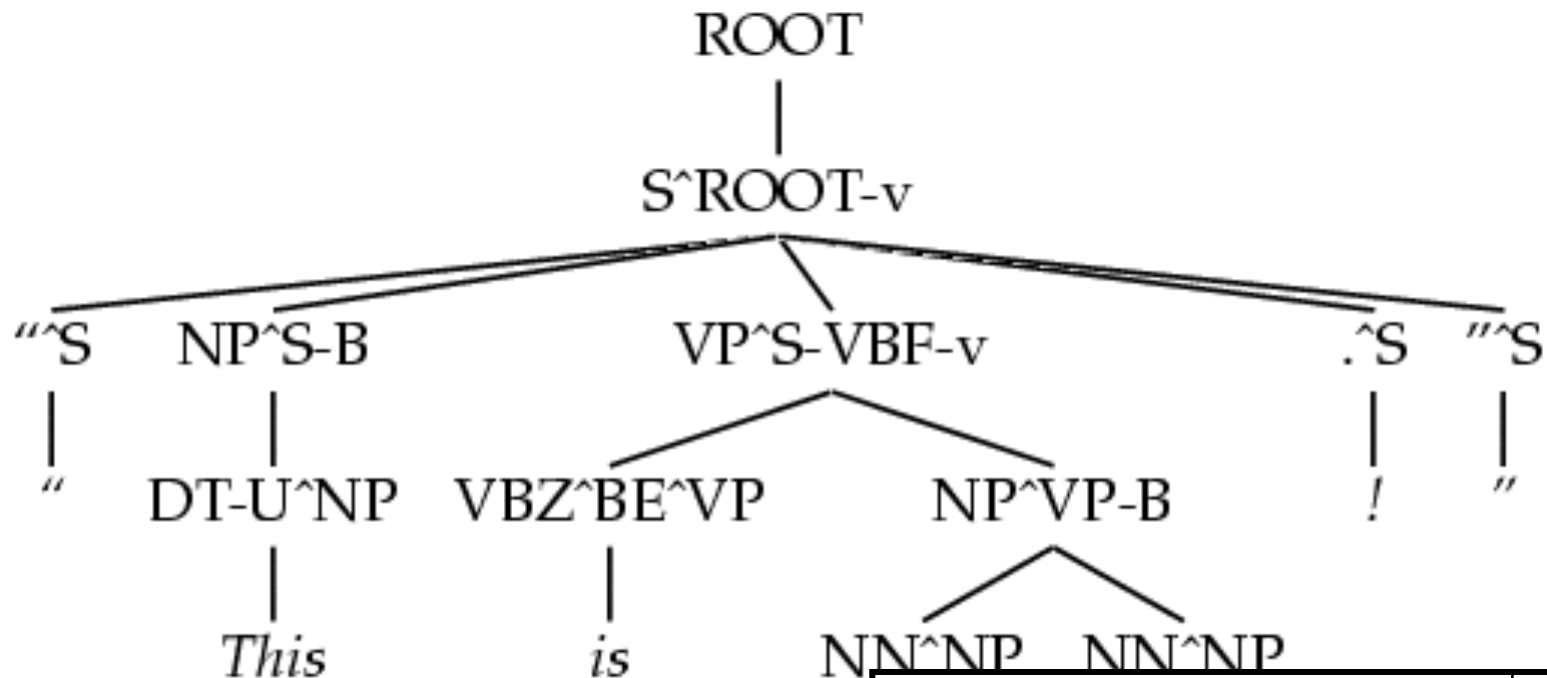 ROOT
S^ROOT-v
“^S NP^S-B VP^S-VBF-v .^S ”^S
“ DT-U^NP VBZ^BE^VP NP^VP-B ! ”
This is NN^NP NN^NP